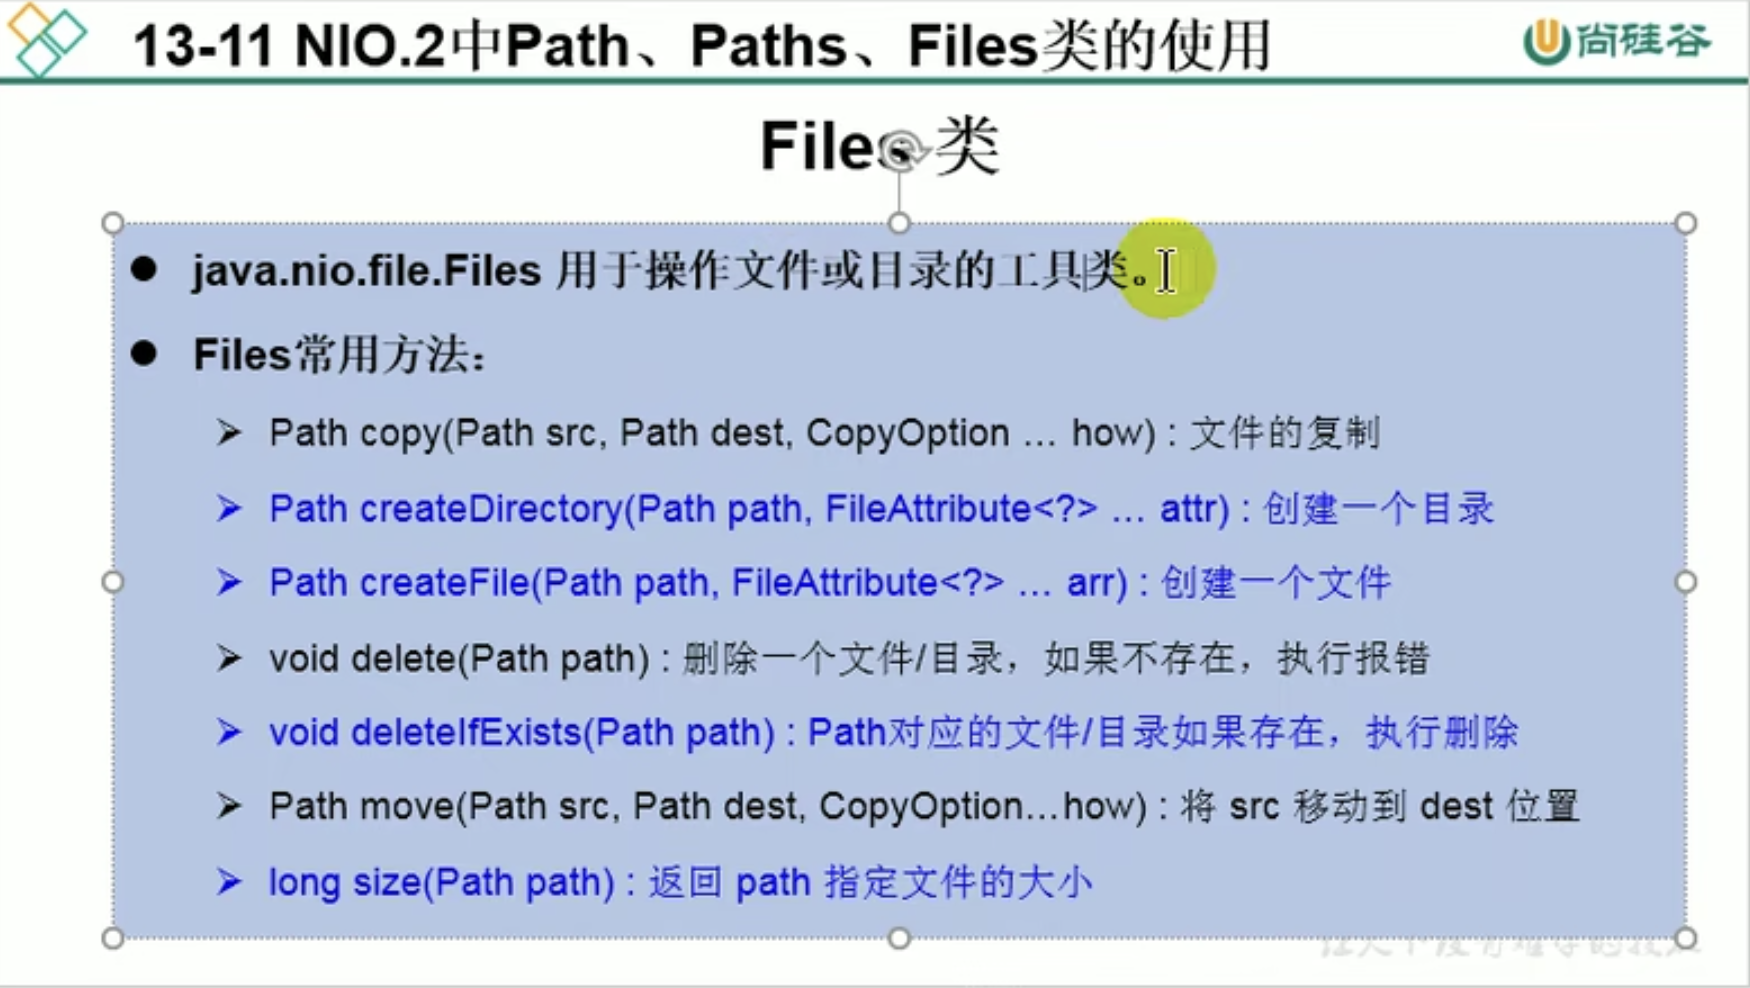 13-11 NIO.2中Path、Paths、Files类的使用
尚硅谷
Files 类
● java.nio.file.Files 用于操作文件或目录的工具类。
● Files常用方法：
➢ Path copy(Path src, Path dest, CopyOption … how) : 文件的复制
➢ Path createDirectory(Path path, FileAttribute<?> … attr) : 创建一个目录
➢ Path createFile(Path path, FileAttribute<?> … arr) : 创建一个文件
➢ void delete(Path path) : 删除一个文件/目录，如果不存在，执行报错
➢ void deleteIfExists(Path path) : Path对应的文件/目录如果存在，执行删除
➢ Path move(Path src, Path dest, CopyOption…how) : 将 src 移动到 dest 位置
➢ long size(Path path) : 返回 path 指定文件的大小